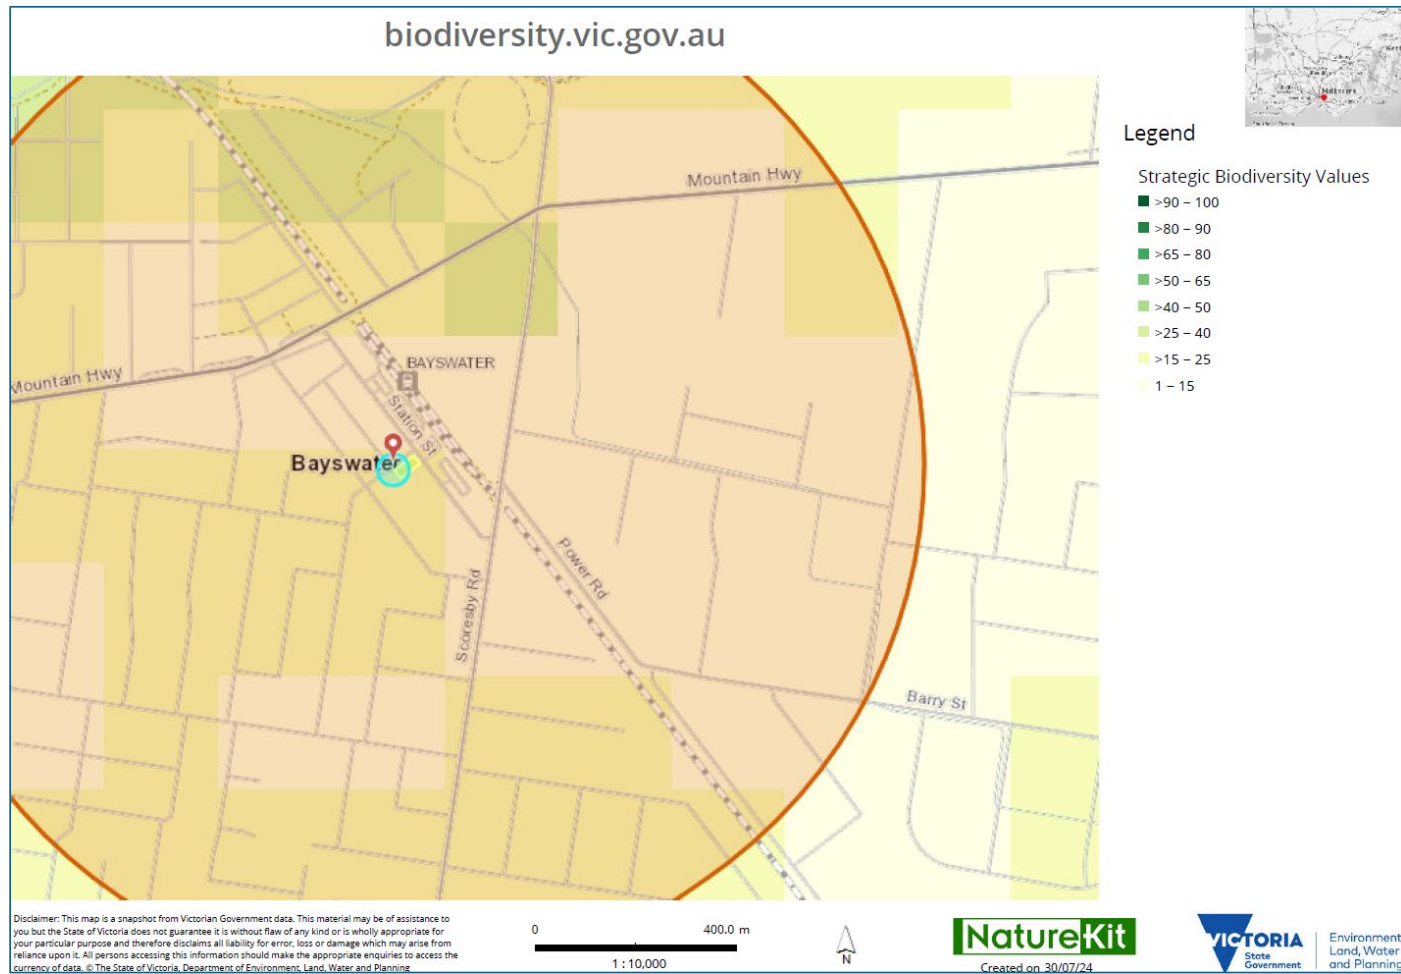 biodiversity.vic.gov.au
Legend
Strategic Biodiversity Values
>90 – 100
>80 – 90
>65 – 80
>50 – 65
>40 – 50
>25 – 40
>15 – 25
1 – 15
Mountain Hwy
BAYSWATER
Mountain Hwy
Station St
Bayswater
Power Rd
Scoresby Rd
Barry St
Disclaimer: This map is a snapshot from Victorian Government data. This material may be of assistance to
you but the State of Victoria does not guarantee it is without flaw of any kind or is wholly appropriate for
your particular purpose and therefore disclaims all liability for error, loss or damage which may arise from
reliance upon it. All persons accessing this information should make the appropriate enquiries to access the
currency of data. © The State of Victoria, Department of Environment, Land, Water and Planning
0 400.0 m
1 : 10,000
N
NatureKit
Created on 30/07/24
VICTORIA
State
Government
Environment,
Land, Water
and Planning